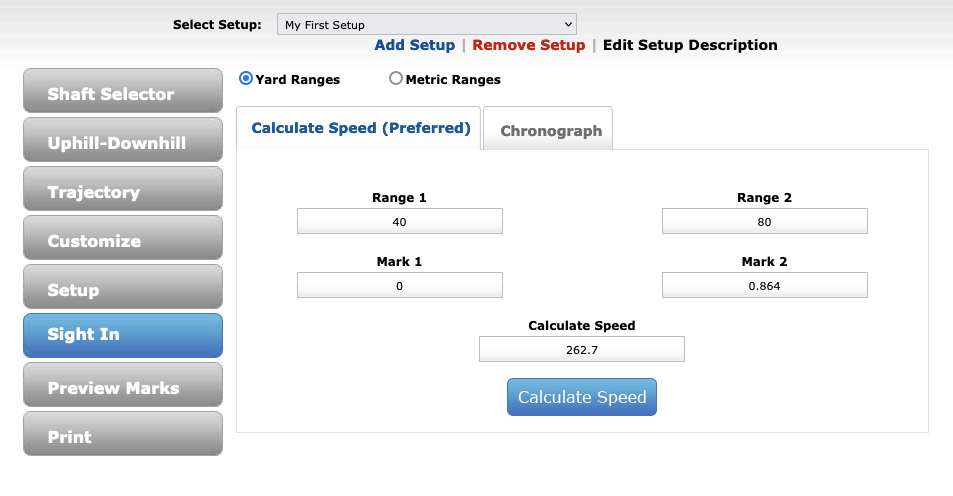 Select Setup: My First Setup
Add Setup | Remove Setup | Edit Setup Description
Yard Ranges Metric Ranges
Shaft Selector
Uphill-Downhill
Trajectory
Customize
Setup
Sight In
Preview Marks
Print
Calculate Speed (Preferred) Chronograph
Range 1 Range 2
40 80
Mark 1 Mark 2
0 0.864
Calculate Speed
262.7
Calculate Speed